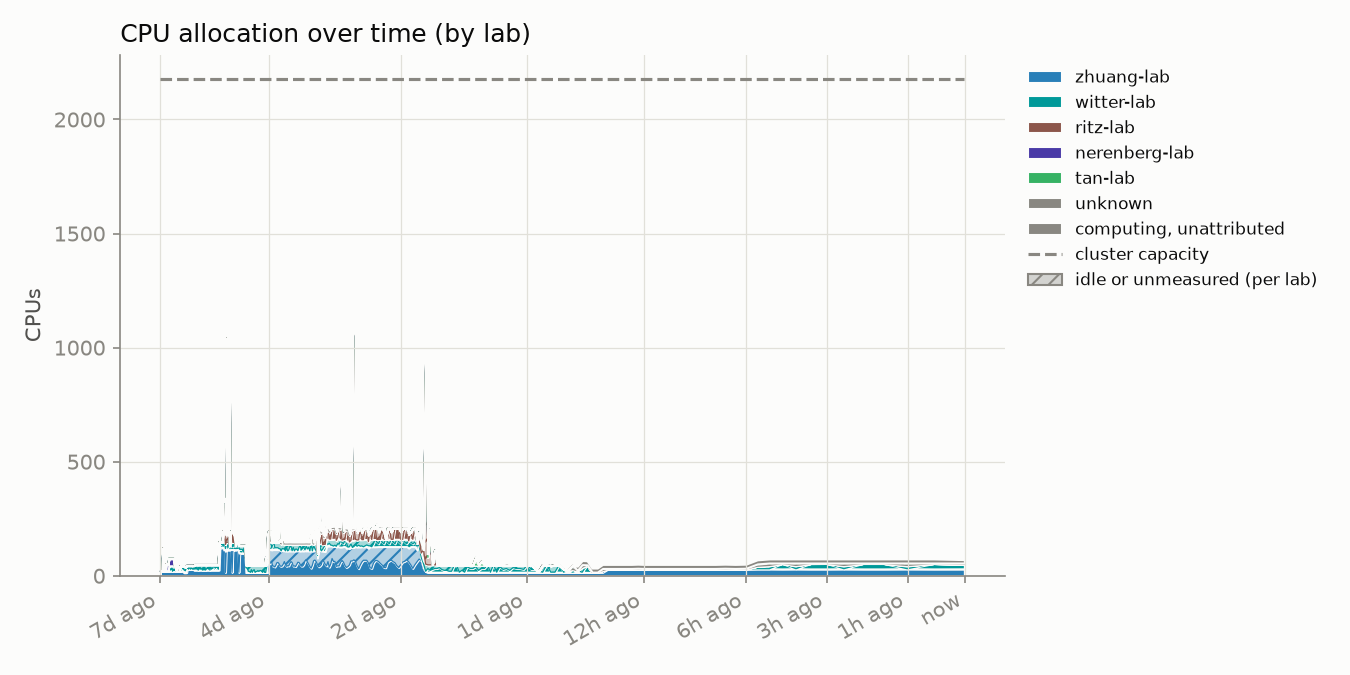 CPU allocation over time (by lab)
CPUs
2000
1500
1000
500
0
7d ago
4d ago
2d ago
1d ago
12h ago
6h ago
3h ago
1h ago
now
zhuang-lab
witter-lab
ritz-lab
nerenberg-lab
tan-lab
unknown
computing, unattributed
cluster capacity
idle or unmeasured (per lab)